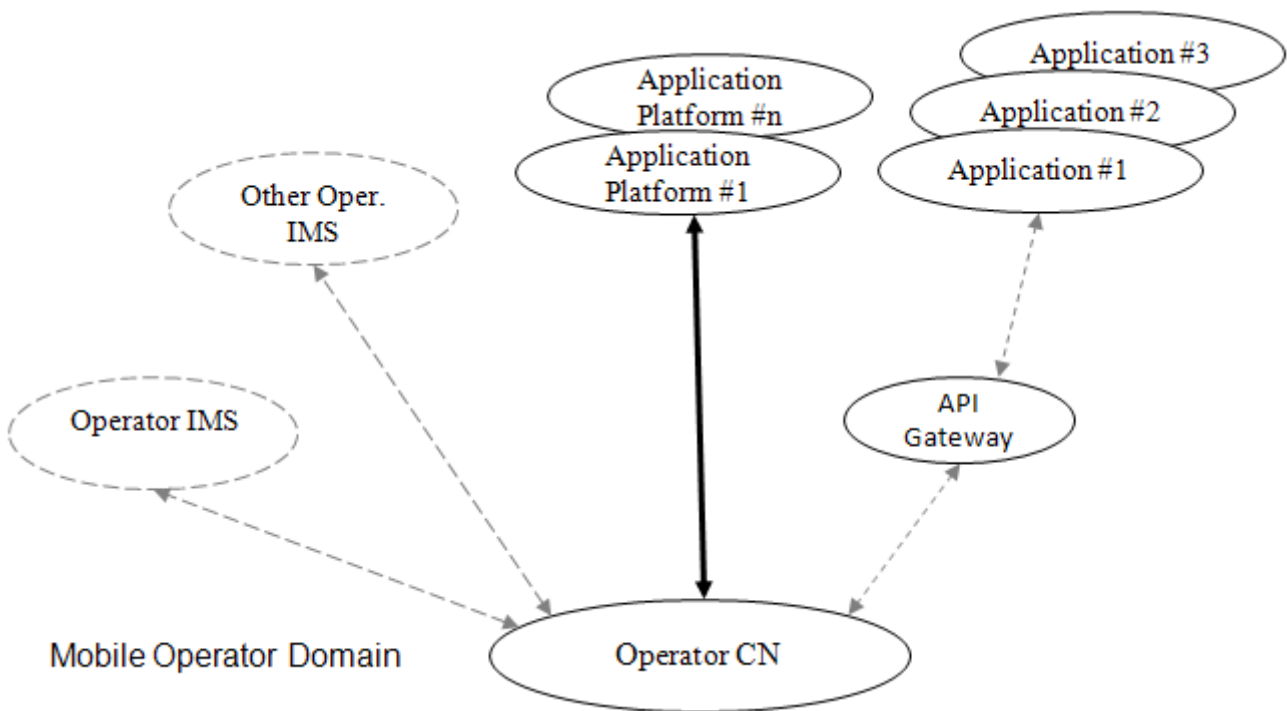 Application #3
Application
Platform #n
Application #2
Application
Platform #1
Application #1
Other Oper.
IMS
API
Gateway
Operator IMS
Mobile Operator Domain
Operator CN